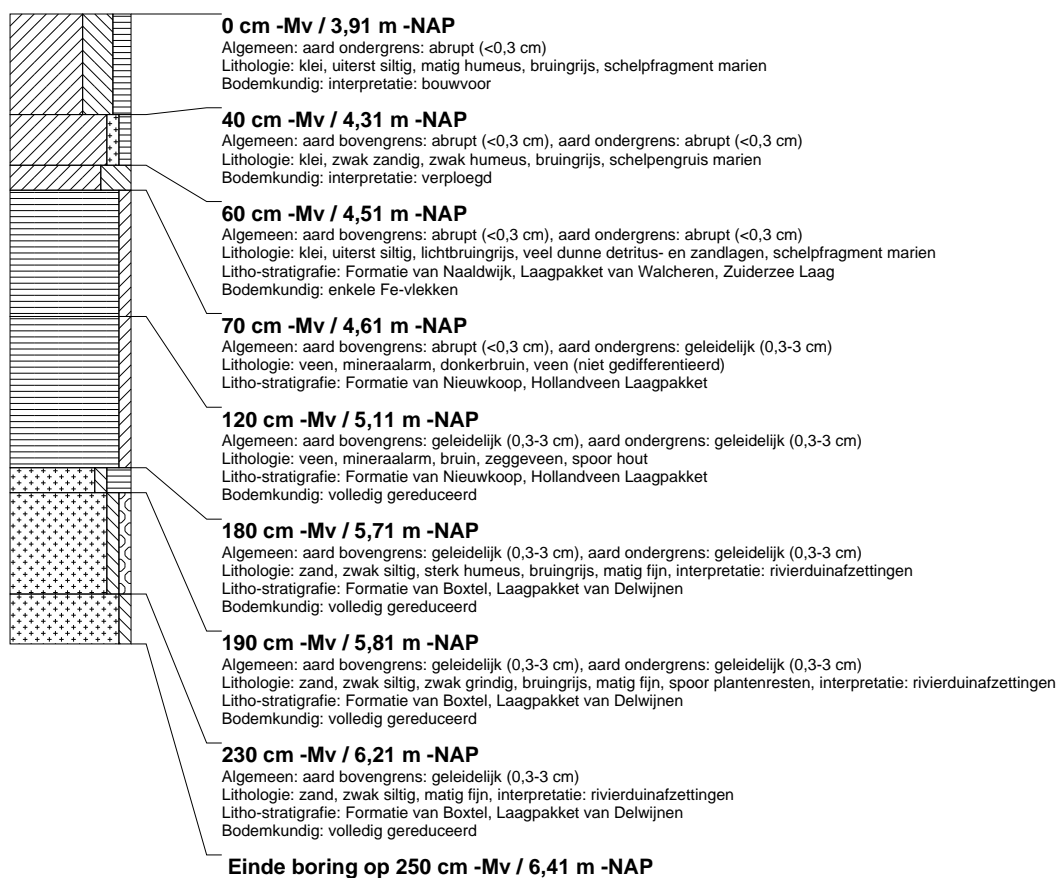 0 cm -Mv / 3,91 m -NAP
Algemeen: aard ondergrens: abrupt (<0,3 cm)
Lithologie: klei, uiterst siltig, matig humeus, bruingrijs, schelpfragment marien
Bodemkundig: interpretatie: bouwvoor
40 cm -Mv / 4,31 m -NAP
Algemeen: aard bovengrens: abrupt (<0,3 cm), aard ondergrens: abrupt (<0,3 cm)
Lithologie: klei, zwak zandig, zwak humeus, bruingrijs, schelpengruis marien
Bodemkundig: interpretatie: verploegd
60 cm -Mv / 4,51 m -NAP
Algemeen: aard bovengrens: abrupt (<0,3 cm), aard ondergrens: abrupt (<0,3 cm)
Lithologie: klei, uiterst siltig, lichtbruingrijs, veel dunne detritus- en zandlagen, schelpfragment marien
Litho-stratigrafie: Formatie van Naaldwijk, Laagpakket van Walcheren, Zuiderzee Laag
Bodemkundig: enkele Fe-vlekken
70 cm -Mv / 4,61 m -NAP
Algemeen: aard bovengrens: abrupt (<0,3 cm), aard ondergrens: geleidelijk (0,3-3 cm)
Lithologie: veen, mineraalarm, donkerbruin, veen (niet gedifferentieerd)
Litho-stratigrafie: Formatie van Nieuwkoop, Hollandveen Laagpakket
120 cm -Mv / 5,11 m -NAP
Algemeen: aard bovengrens: geleidelijk (0,3-3 cm), aard ondergrens: geleidelijk (0,3-3 cm)
Lithologie: veen, mineraalarm, bruin, zeggeveen, spoor hout
Litho-stratigrafie: Formatie van Nieuwkoop, Hollandveen Laagpakket
Bodemkundig: volledig gereduceerd
180 cm -Mv / 5,71 m -NAP
Algemeen: aard bovengrens: geleidelijk (0,3-3 cm), aard ondergrens: geleidelijk (0,3-3 cm)
Lithologie: zand, zwak siltig, sterk humeus, bruingrijs, matig fijn, interpretatie: rivierduinafzettingen
Litho-stratigrafie: Formatie van Boxtel, Laagpakket van Delwijnen
Bodemkundig: volledig gereduceerd
190 cm -Mv / 5,81 m -NAP
Algemeen: aard bovengrens: geleidelijk (0,3-3 cm), aard ondergrens: geleidelijk (0,3-3 cm)
Lithologie: zand, zwak siltig, zwak grindig, bruingrijs, matig fijn, spoor plantenresten, interpretatie: rivierduinafzettingen
Litho-stratigrafie: Formatie van Boxtel, Laagpakket van Delwijnen
Bodemkundig: volledig gereduceerd
230 cm -Mv / 6,21 m -NAP
Algemeen: aard bovengrens: geleidelijk (0,3-3 cm)
Lithologie: zand, zwak siltig, matig fijn, interpretatie: rivierduinafzettingen
Litho-stratigrafie: Formatie van Boxtel, Laagpakket van Delwijnen
Bodemkundig: volledig gereduceerd
Einde boring op 250 cm -Mv / 6,41 m -NAP